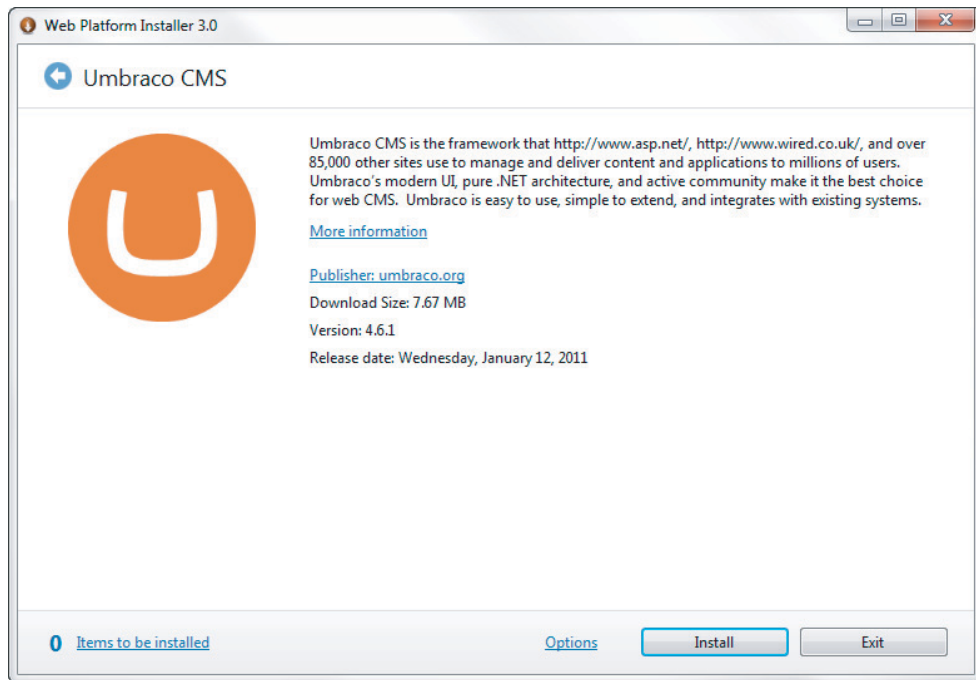 Web Platform Installer 3.0
Umbraco CMS
Umbraco CMS is the framework that http://www.asp.net/, http://www.wired.co.uk/, and over
85,000 other sites use to manage and deliver content and applications to millions of users.
Umbraco's modern UI, pure .NET architecture, and active community make it the best choice
for web CMS.  Umbraco is easy to use, simple to extend, and integrates with existing systems.
More information
Publisher: umbraco.org
Download Size: 7.67 MB
Version: 4.6.1
Release date: Wednesday, January 12, 2011
0 Items to be installed Options Install Exit